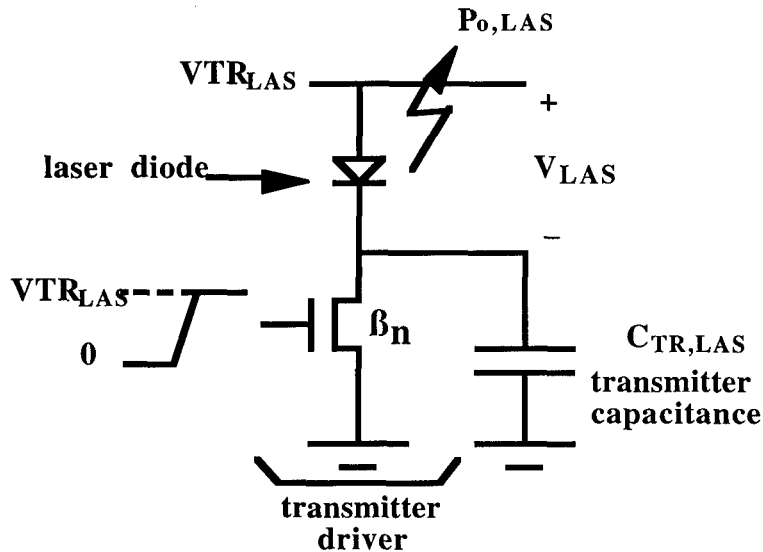 Po,LAS
VTRLAS
+
laser diode
VLAS
–
VTRLAS
0
ßn
CTR,LAS
transmitter
capacitance
transmitter
driver